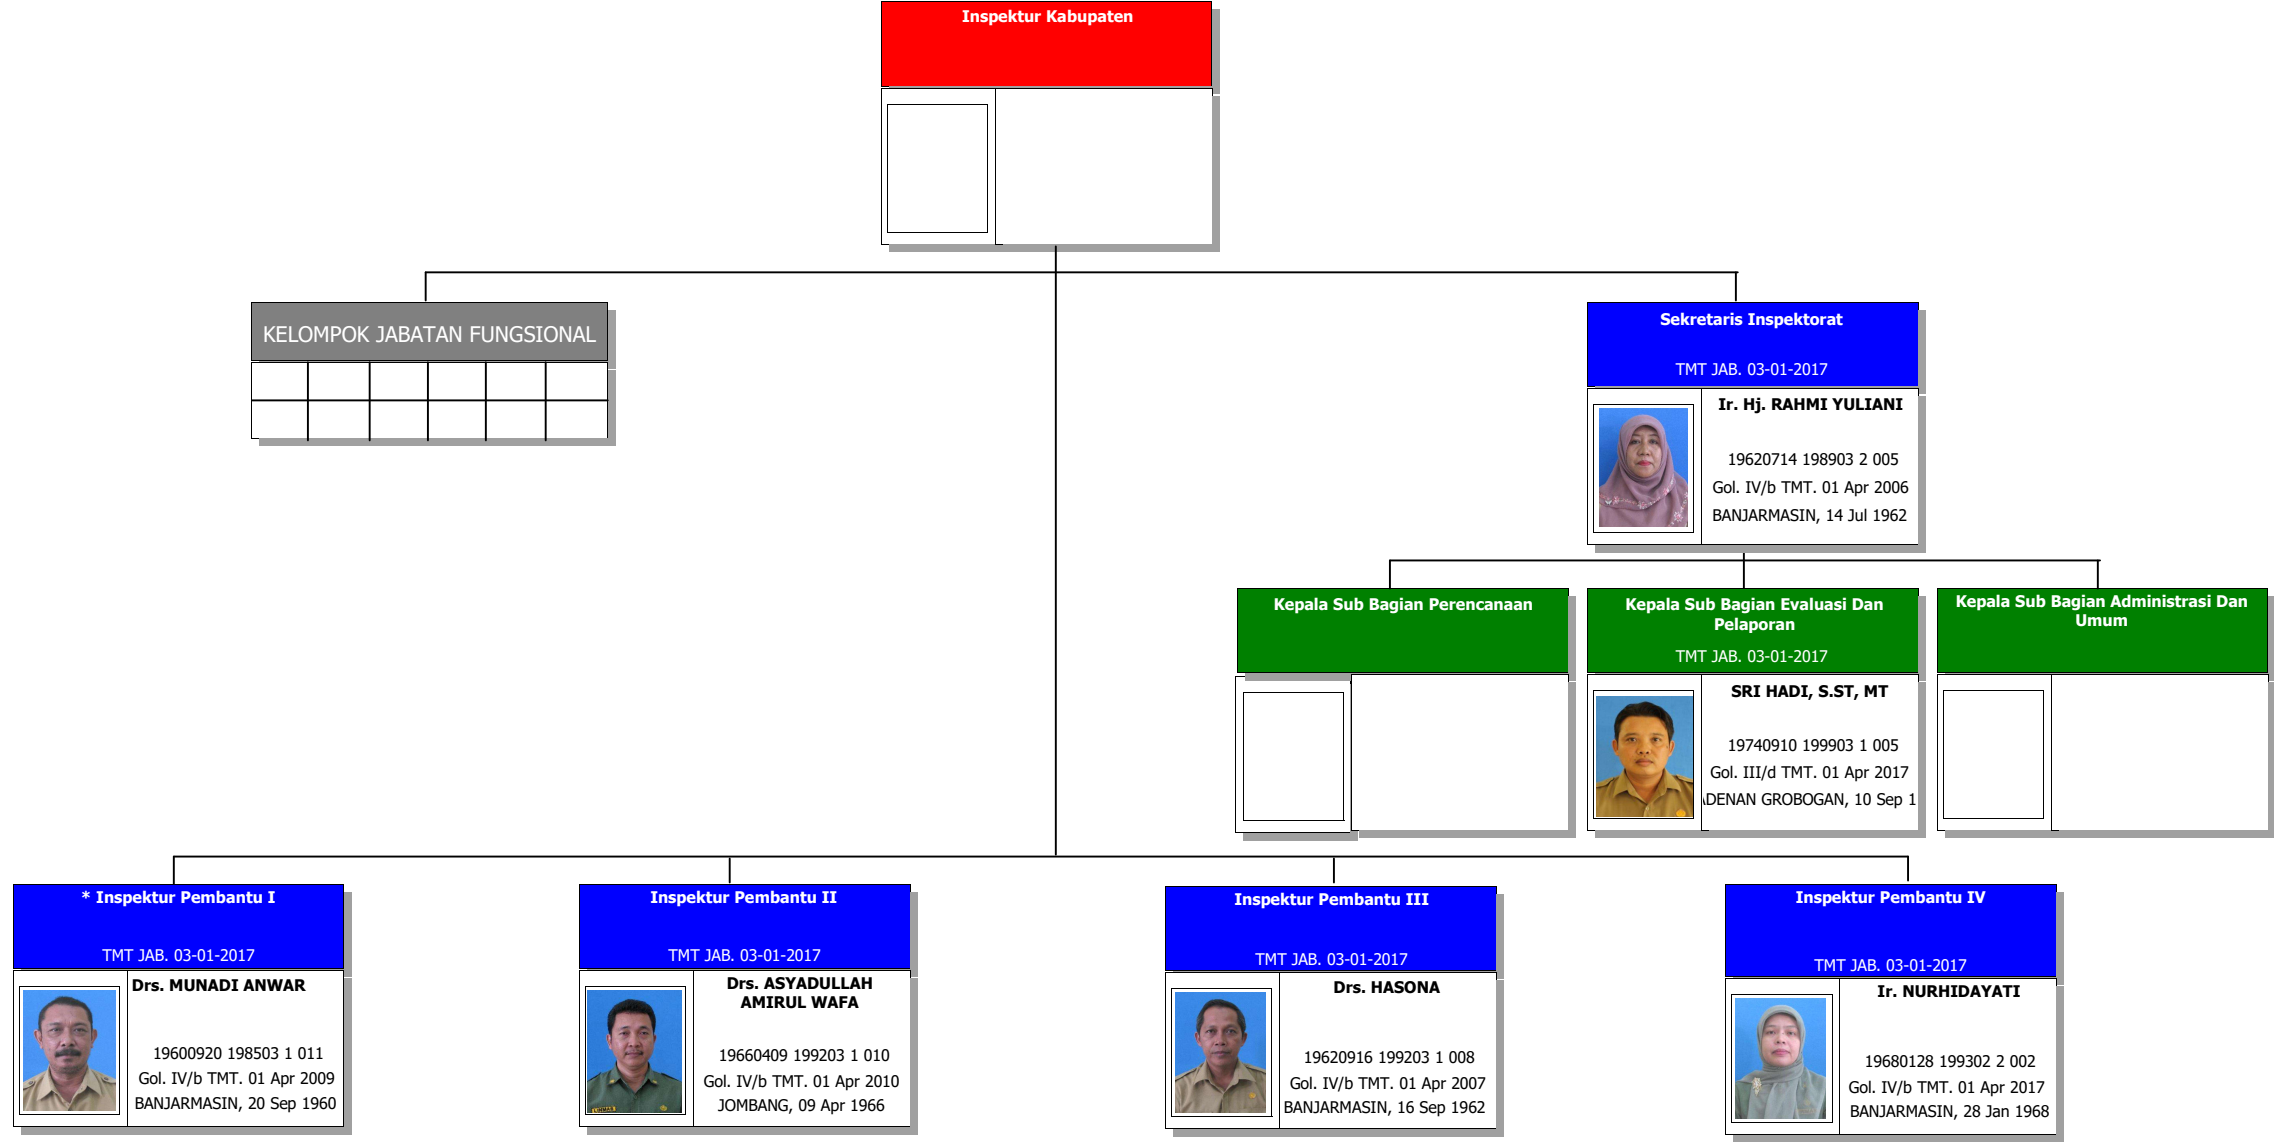 Inspektur Kabupaten
KELOMPOK JABATAN FUNGSIONAL
Sekretaris Inspektorat
TMT JAB. 03-01-2017
Ir. Hj. RAHMI YULIANI
19620714 198903 2 005
Gol. IV/b TMT. 01 Apr 2006
BANJARMASIN, 14 Jul 1962
Kepala Sub Bagian Perencanaan
Kepala Sub Bagian Evaluasi Dan
Pelaporan
TMT JAB. 03-01-2017
SRI HADI, S.ST, MT
19740910 199903 1 005
Gol. III/d TMT. 01 Apr 2017
ADENAN GROBOGAN, 10 Sep 1
Kepala Sub Bagian Administrasi Dan
Umum
* Inspektur Pembantu I
TMT JAB. 03-01-2017
Drs. MUNADI ANWAR
19600920 198503 1 011
Gol. IV/b TMT. 01 Apr 2009
BANJARMASIN, 20 Sep 1960
Inspektur Pembantu II
TMT JAB. 03-01-2017
Drs. ASYADULLAH
AMIRUL WAFA
19660409 199203 1 010
Gol. IV/b TMT. 01 Apr 2010
JOMBANG, 09 Apr 1966
Inspektur Pembantu III
TMT JAB. 03-01-2017
Drs. HASONA
19620916 199203 1 008
Gol. IV/b TMT. 01 Apr 2007
BANJARMASIN, 16 Sep 1962
Inspektur Pembantu IV
TMT JAB. 03-01-2017
Ir. NURHIDAYATI
19680128 199302 2 002
Gol. IV/b TMT. 01 Apr 2017
BANJARMASIN, 28 Jan 1968